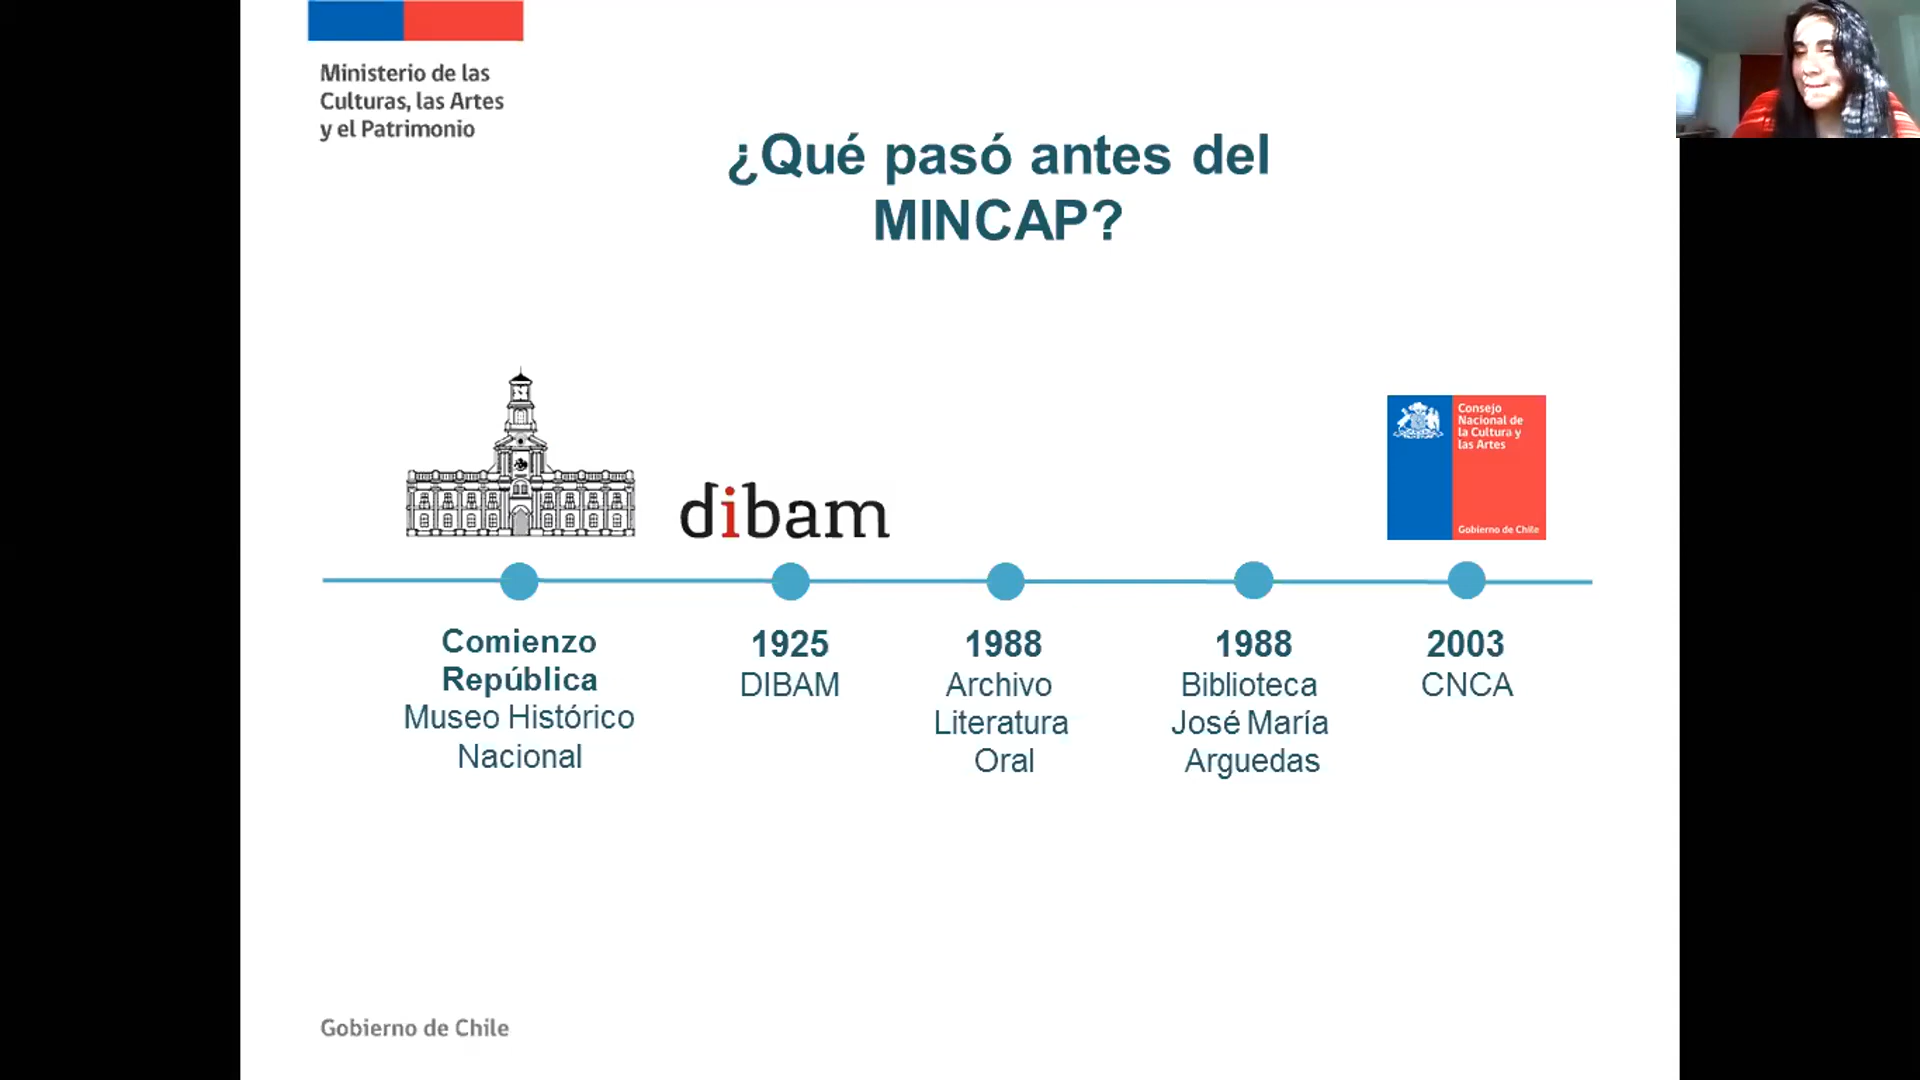 Ministerio de las
Culturas, las Artes
y el Patrimonio
¿Qué pasó antes del
MINCAP?
dibam
Consejo
Nacional de
la Cultura y
las Artes
Gobierno de Chile
Comienzo
República
Museo Histórico
Nacional
1925
DIBAM
1988
Archivo
Literatura
Oral
1988
Biblioteca
José María
Arguedas
2003
CNCA
Gobierno de Chile